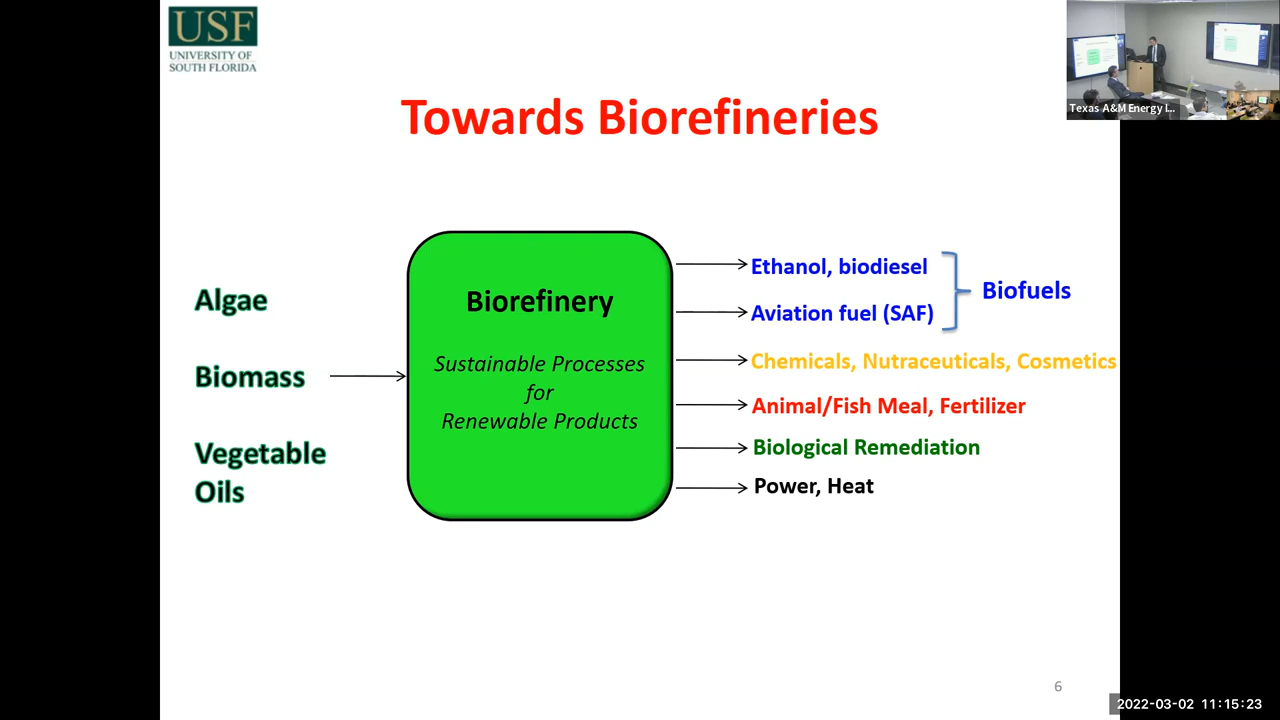 USF
UNIVERSITY OF
SOUTH FLORIDA
Texas A&M Energy I...
Towards Biorefineries
Algae
Biomass
Vegetable
Oils
Biorefinery
Sustainable Processes
for
Renewable Products
Ethanol, biodiesel
Aviation fuel (SAF)
Biofuels
Chemicals, Nutraceuticals, Cosmetics
Animal/Fish Meal, Fertilizer
Biological Remediation
Power, Heat
6
2022-03-02 11:15:23